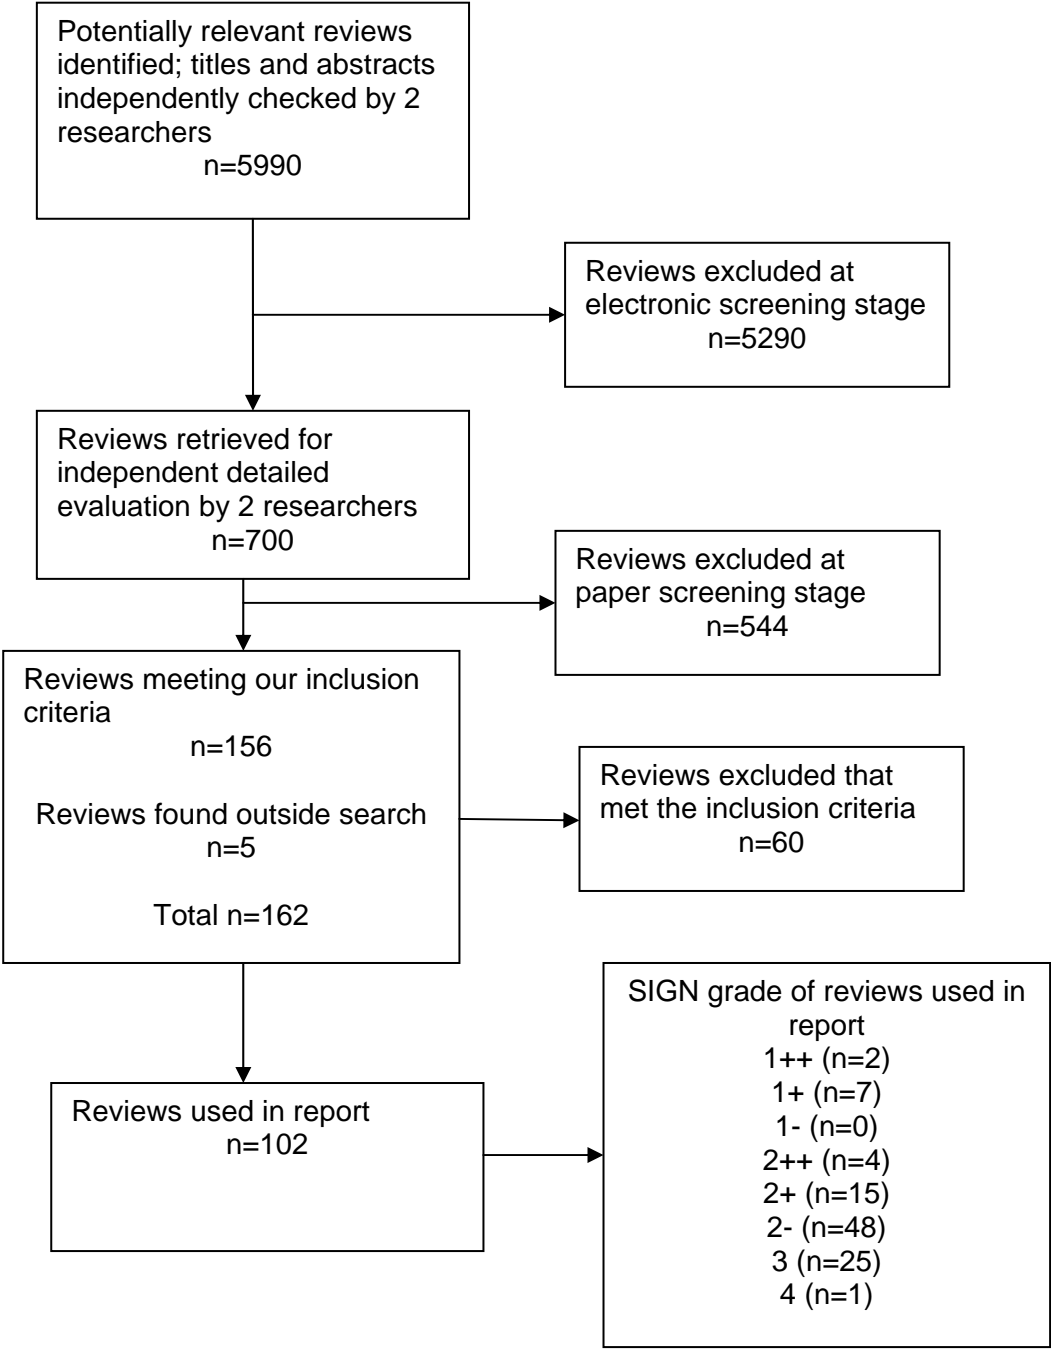 Potentially relevant reviews
identified; titles and abstracts
independently checked by 2
researchers
n=5990
Reviews excluded at
electronic screening stage
n=5290
Reviews retrieved for
independent detailed
evaluation by 2 researchers
n=700
Reviews excluded at
paper screening stage
n=544
Reviews meeting our inclusion
criteria
n=156
Reviews found outside search
n=5
Total n=162
Reviews excluded that
met the inclusion criteria
n=60
Reviews used in report
n=102
SIGN grade of reviews used in
report
1++ (n=2)
1+ (n=7)
1- (n=0)
2++ (n=4)
2+ (n=15)
2- (n=48)
3 (n=25)
4 (n=1)